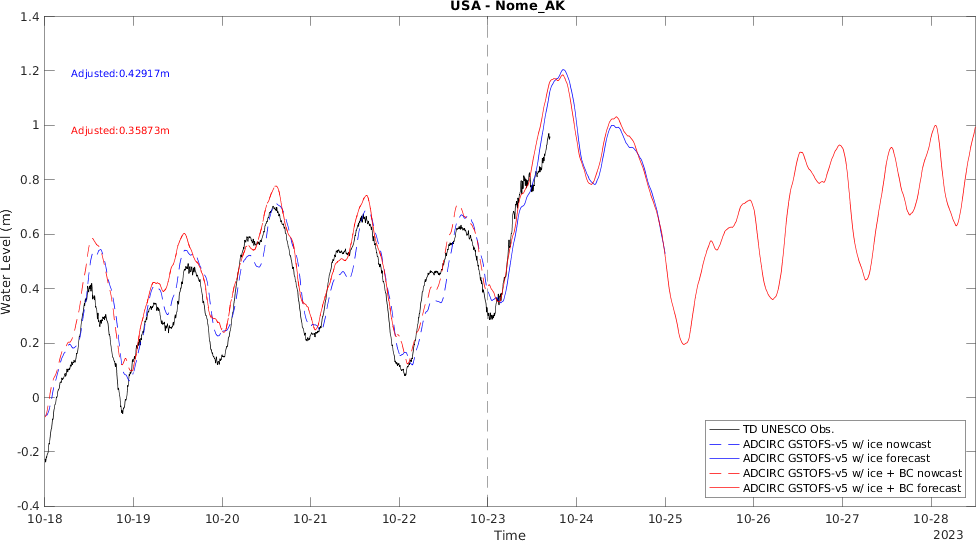 USA - Nome_AK
1.4
1.2
1
0.8
0.6
0.4
0.2
0
-0.2
-0.4
Water Level (m)
Adjusted:0.42917m
Adjusted:0.35873m
TD UNESCO Obs.
ADCIRC GSTOFS-v5 w/ ice nowcast
ADCIRC GSTOFS-v5 w/ ice forecast
ADCIRC GSTOFS-v5 w/ ice + BC nowcast
ADCIRC GSTOFS-v5 w/ ice + BC forecast
10-18 10-19 10-20 10-21 10-22 10-23 10-24 10-25 10-26 10-27 10-28
Time
2023